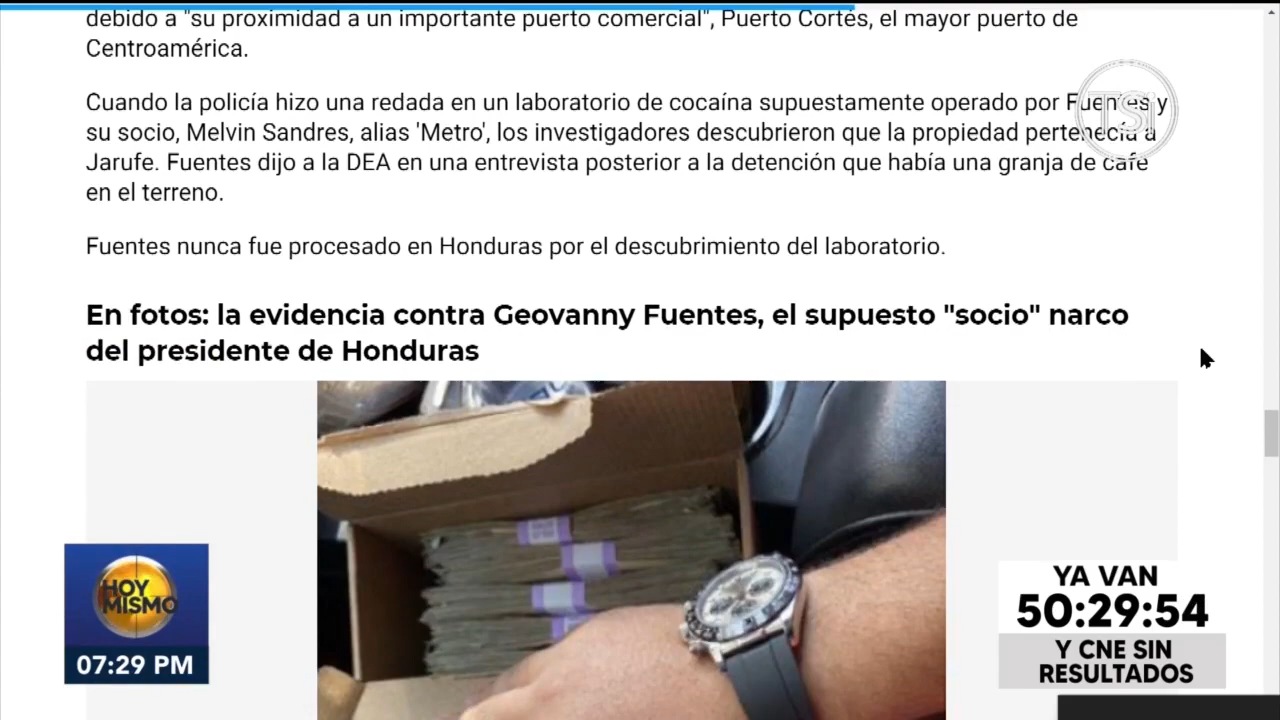 debido a "su proximidad a un importante puerto comercial", Puerto Cortés, el mayor puerto de
Centroamérica.
Cuando la policía hizo una redada en un laboratorio de cocaína supuestamente operado por Fuentes y
su socio, Melvin Sandres, alias 'Metro', los investigadores descubrieron que la propiedad pertenecía a
Jarufe. Fuentes dijo a la DEA en una entrevista posterior a la detención que había una granja de café
en el terreno.
Fuentes nunca fue procesado en Honduras por el descubrimiento del laboratorio.
En fotos: la evidencia contra Geovanny Fuentes, el supuesto "socio" narco
del presidente de Honduras
TSi
HOY
MISMO
07:29 PM
YA VAN
50:29:54
Y CNE SIN
RESULTADOS